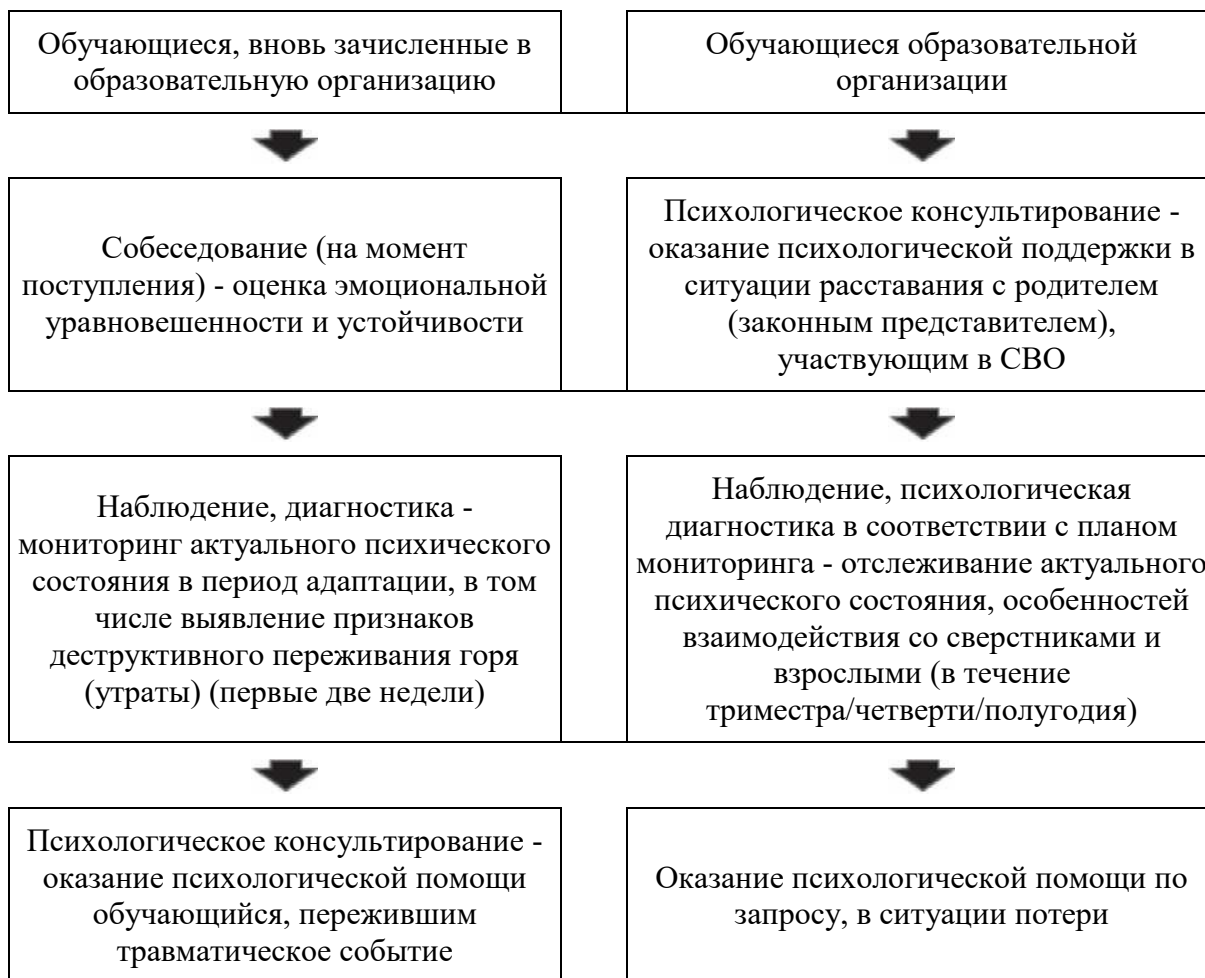 Обучающиеся, вновь зачисленные в
образовательную организацию
Обучающиеся образовательной
организации
Собеседование (на момент
поступления) - оценка эмоциональной
уравновешенности и устойчивости
Психологическое консультирование -
оказание психологической поддержки в
ситуации расставания с родителем
(законным представителем),
участвующим в СВО
Наблюдение, диагностика -
мониторинг актуального психического
состояния в период адаптации, в том
числе выявление признаков
деструктивного переживания горя
(утраты) (первые две недели)
Наблюдение, психологическая
диагностика в соответствии с планом
мониторинга - отслеживание актуального
психического состояния, особенностей
взаимодействия со сверстниками и
взрослыми (в течение
триместра/четверти/полугодия)
Психологическое консультирование -
оказание психологической помощи
обучающийся, пережившим
травматическое событие
Оказание психологической помощи по
запросу, в ситуации потери